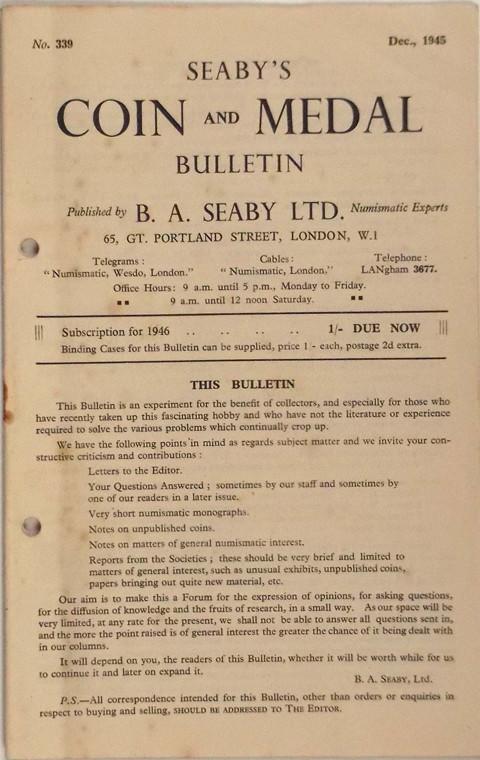 No. 339 Dec., 1945
SEABY'S
COIN AND MEDAL
BULLETIN
Published by B. A. SEABY LTD. Numismatic Experts
65, GT. PORTLAND STREET, LONDON, W.1
Telegrams : Cables : Telephone :
"Numismatic, Wesdo, London." "Numismatic, London." LANgham 3677.
Office Hours : 9 a.m. until 5 p.m., Monday to Friday.
" " 9 a.m. until 12 noon Saturday. " "
Subscription for 1946 .. .. .. .. 1/- DUE NOW
Binding Cases for this Bulletin can be supplied, price 1 - each, postage 2d extra.
THIS BULLETIN
This Bulletin is an experiment for the benefit of collectors, and especially for those who
have recently taken up this fascinating hobby and who have not the literature or experience
required to solve the various problems which continually crop up.
We have the following points in mind as regards subject matter and we invite your con-
structive criticism and contributions :
Letters to the Editor.
Your Questions Answered ; sometimes by our staff and sometimes by
one of our readers in a later issue.
Very short numismatic monographs.
Notes on unpublished coins.
Notes on matters of general numismatic interest.
Reports from the Societies ; these should be very brief and limited to
matters of general interest, such as unusual exhibits, unpublished coins,
papers bringing out quite new material, etc.
Our aim is to make this a Forum for the expression of opinions, for asking questions,
for the diffusion of knowledge and the fruits of research, in a small way. As our space will be
very limited, at any rate for the present, we shall not be able to answer all questions sent in,
and the more the point raised is of general interest the greater the chance of it being dealt with
in our columns.
It will depend on you, the readers of this Bulletin, whether it will be worth while for us
to continue it and later on expand it.
B. A. SEABY, Ltd.
P.S.—All correspondence intended for this Bulletin, other than orders or enquiries in
respect to buying and selling, SHOULD BE ADDRESSED TO THE EDITOR.